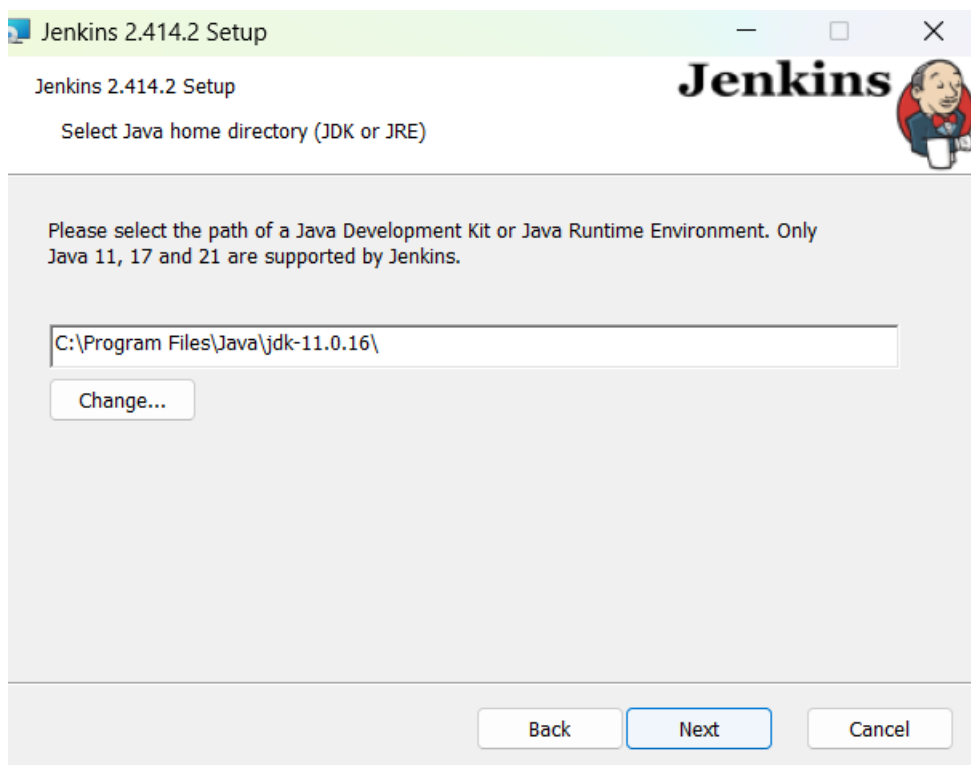 Jenkins 2.414.2 Setup
Jenkins 2.414.2 Setup
Jenkins
Select Java home directory (JDK or JRE)
Please select the path of a Java Development Kit or Java Runtime Environment. Only
Java 11, 17 and 21 are supported by Jenkins.
C:\Program Files\Java\jdk-11.0.16\
Change...
Back Next Cancel